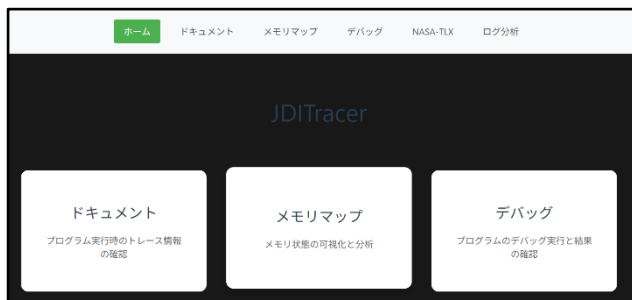 ホーム ドキュメント メモリマップ デバッグ NASA-TLX ログ分析
JDITracer
ドキュメント
プログラム実行時のトレース情報
の確認
メモリマップ
メモリ状態の可視化と分析
デバッグ
プログラムのデバッグ実行と結果
の確認